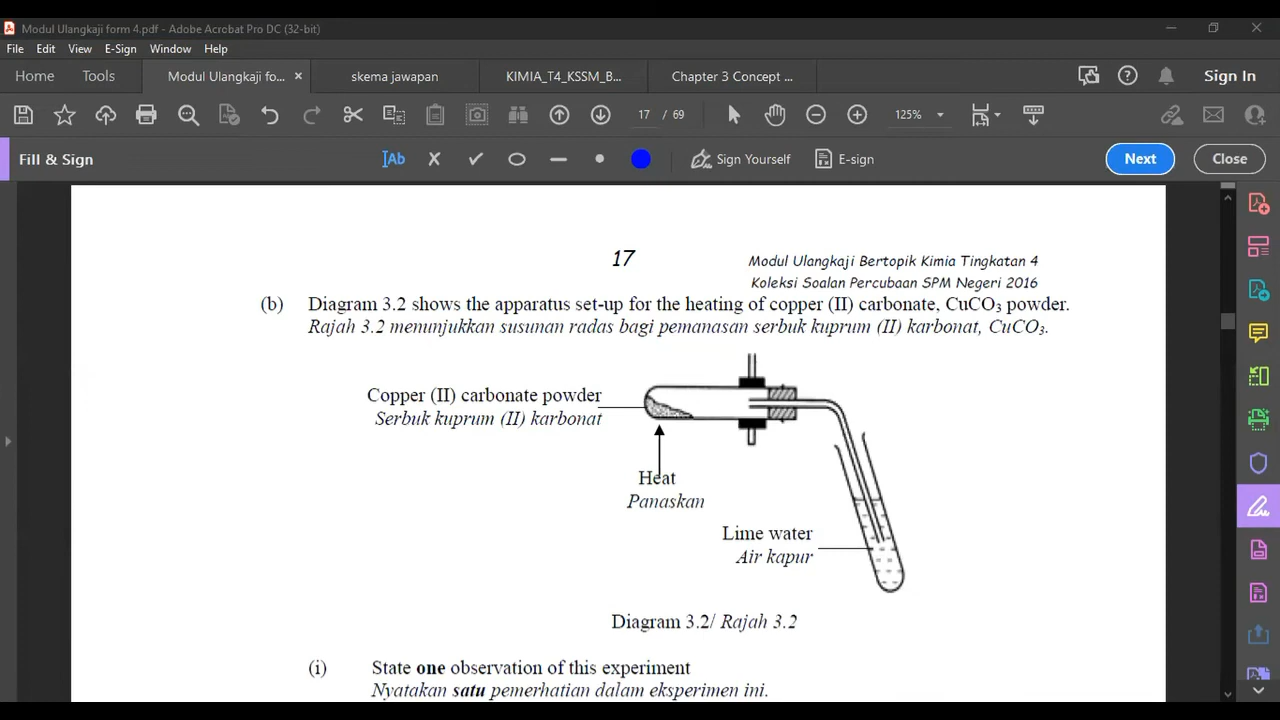 Modul Ulangkaji form 4.pdf - Adobe Acrobat Pro DC (32-bit)
File Edit View E-Sign Window Help
Home Tools Modul Ulangkaji fo... × skema jawapan KIMIA_T4_KSSM_B... Chapter 3 Concept ... Sign In
17 / 69 125%
Fill & Sign Ab Sign Yourself E-sign Next Close
17
Modul Ulangkaji Bertopik Kimia Tingkatan 4
Koleksi Soalan Percubaan SPM Negeri 2016
(b) Diagram 3.2 shows the apparatus set-up for the heating of copper (II) carbonate, CuCO₃ powder.
Rajah 3.2 menunjukkan susunan radas bagi pemanasan serbuk kuprum (II) karbonat, CuCO₃.
Copper (II) carbonate powder
Serbuk kuprum (II) karbonat
Heat
Panaskan
Lime water
Air kapur
Diagram 3.2/ Rajah 3.2
(i) State one observation of this experiment
Nyatakan satu pemerhatian dalam eksperimen ini.